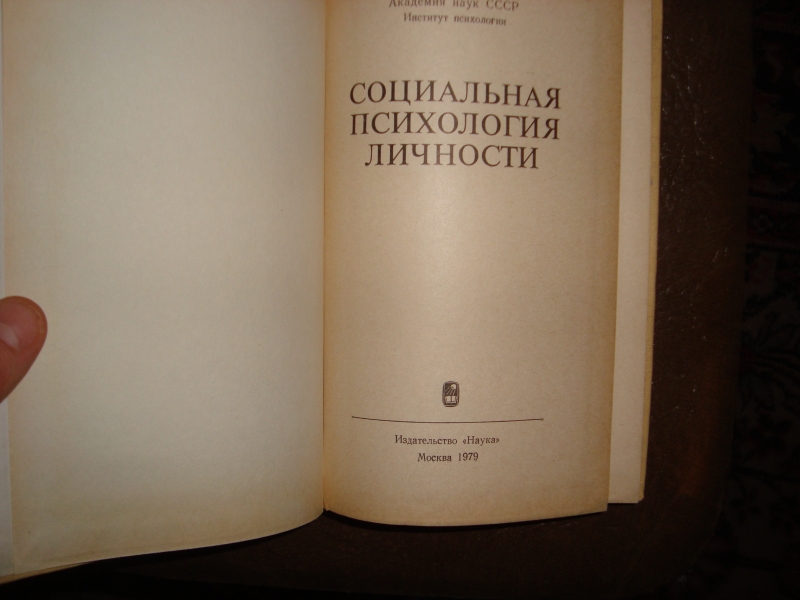 Академия наук СССР
Институт психологии
СОЦИАЛЬНАЯ
ПСИХОЛОГИЯ
ЛИЧНОСТИ
Издательство «Наука»
Москва 1979